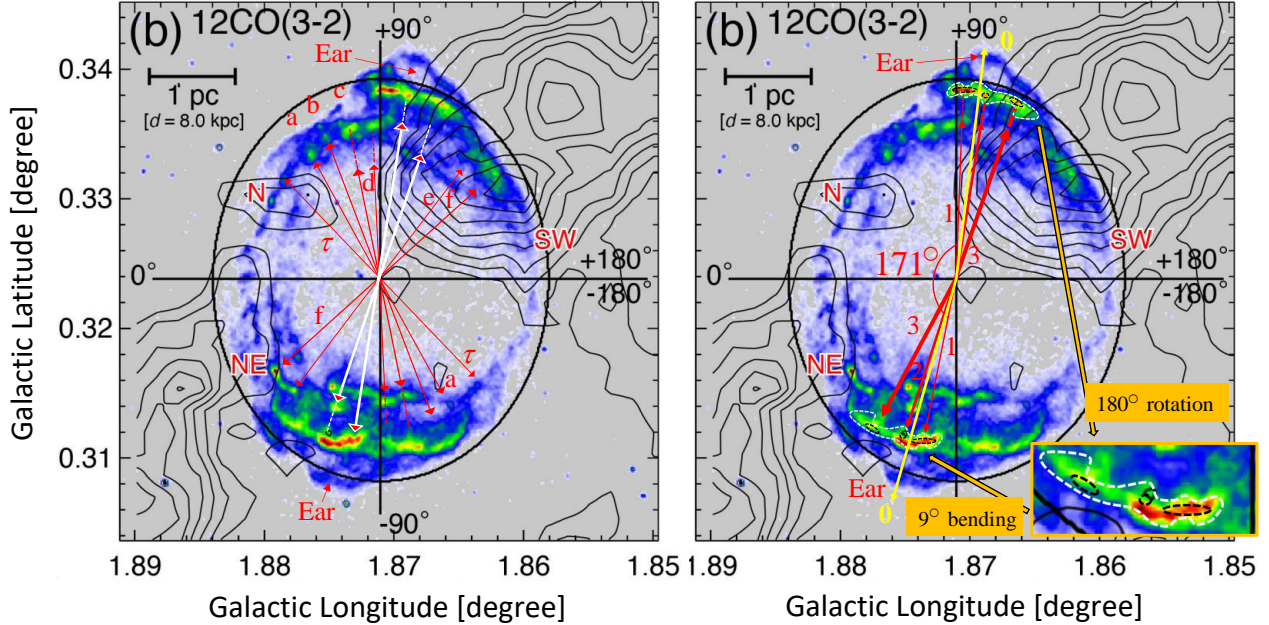 (b) 12CO(3-2)
+90°
Ear
1 pc
[d = 8.0 kpc]
a
b
c
d
e
f
N
τ
SW
0°
+180°
-180°
f
τ
a
NE
Ear
-90°
0.34
0.33
0.32
0.31
1.89
1.88
1.87
1.86
1.85
Galactic Latitude [degree]
Galactic Longitude [degree]
(b) 12CO(3-2)
+90°
0
Ear
1 pc
[d = 8.0 kpc]
N
1
3
171°
SW
0°
+180°
-180°
3
1
2
NE
Ear
0
-90°
180° rotation
9° bending
1.89
1.88
1.87
1.86
1.85
Galactic Longitude [degree]